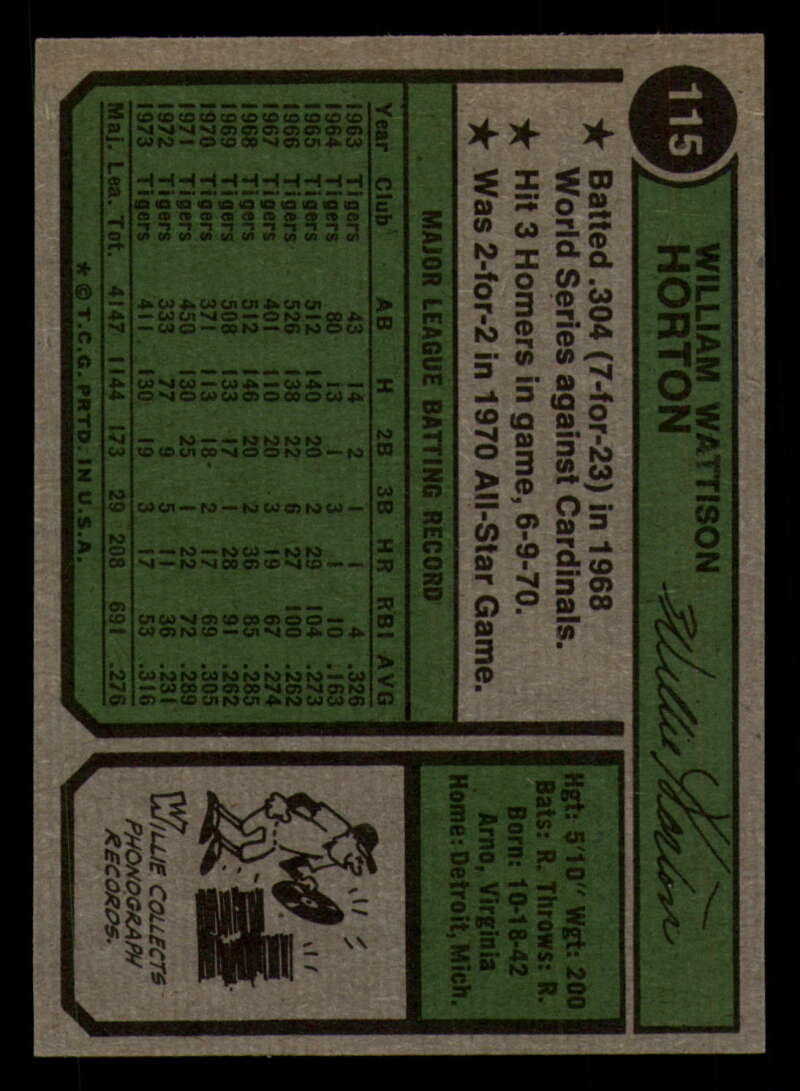 115
WILLIAM WATTISON
HORTON
Willie Horton
★ Batted .304 (7-for-23) in 1968
World Series against Cardinals.
★ Hit 3 Homers in game, 6-9-70.
★ Was 2-for-2 in 1970 All-Star Game.
MAJOR LEAGUE BATTING RECORD
Year Club AB H 2B 3B HR RBI AVG
1963 Tigers 43 14 2 1 1 4 .326
1964 Tigers 80 13 1 3 1 10 .163
1965 Tigers 512 140 20 2 29 104 .273
1966 Tigers 526 138 22 6 27 100 .262
1967 Tigers 401 110 20 3 19 67 .274
1968 Tigers 512 146 20 2 36 85 .285
1969 Tigers 508 133 17 1 28 91 .262
1970 Tigers 371 113 18 2 17 69 .305
1971 Tigers 450 130 25 1 22 72 .289
1972 Tigers 333 77 9 5 11 36 .231
1973 Tigers 411 130 19 3 17 53 .316
Maj. Lea. Tot. 4147 1144 173 29 208 691 .276
* © T.C.G. PRTD. IN U.S.A.
Hgt: 5'10" Wgt: 200
Bats: R. Throws: R.
Born: 10-18-42
Arno, Virginia
Home: Detroit, Mich.
WILLIE COLLECTS
PHONOGRAPH
RECORDS.